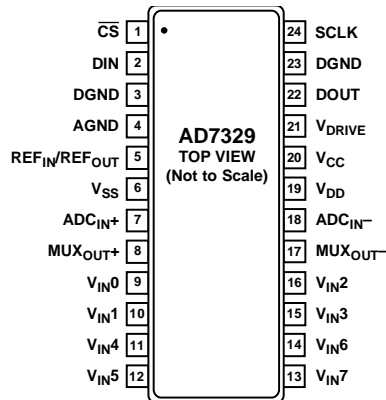 CS 1 24 SCLK
DIN 2 23 DGND
DGND 3 22 DOUT
AGND 4 21 VDRIVE
REFIN/REFOUT 5 20 VCC
VSS 6 19 VDD
ADCIN+ 7 18 ADCIN–
MUXOUT+ 8 17 MUXOUT–
VIN0 9 16 VIN2
VIN1 10 15 VIN3
VIN4 11 14 VIN6
VIN5 12 13 VIN7
AD7329
TOP VIEW
(Not to Scale)